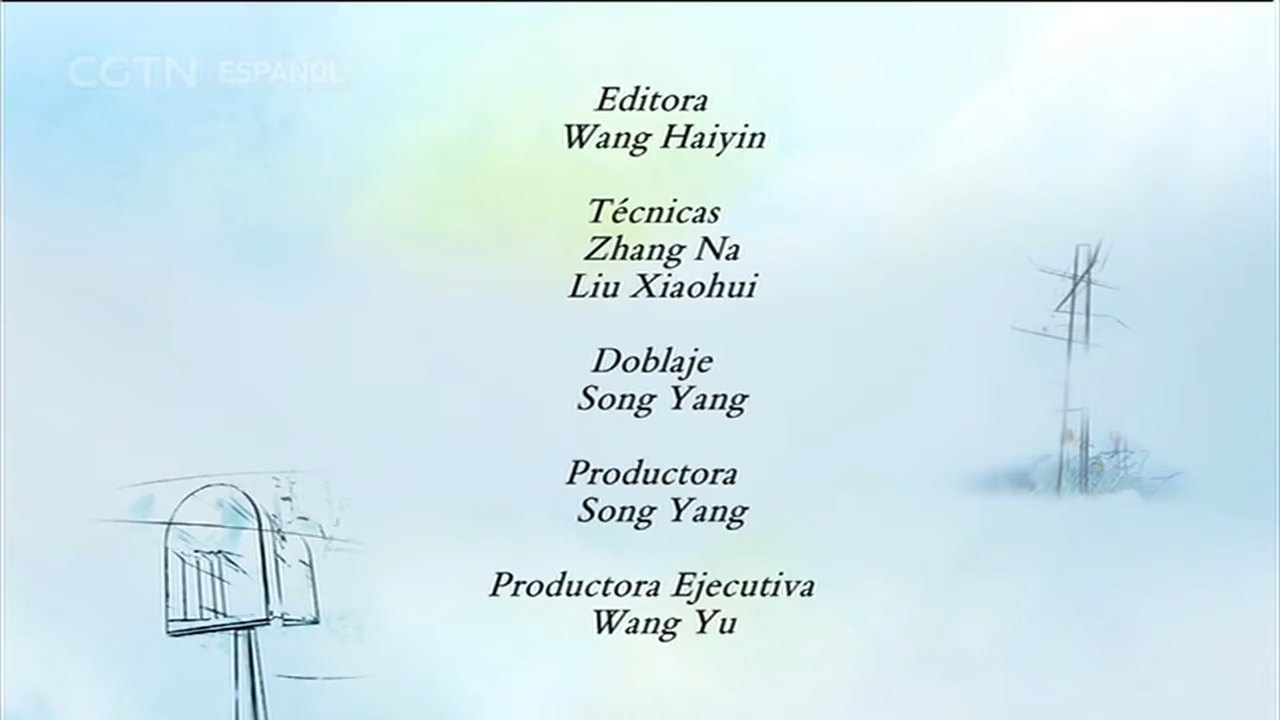 CGTN ESPAÑOL
Editora
Wang Haiyin
Técnicas
Zhang Na
Liu Xiaohui
Doblaje
Song Yang
Productora
Song Yang
Productora Ejecutiva
Wang Yu